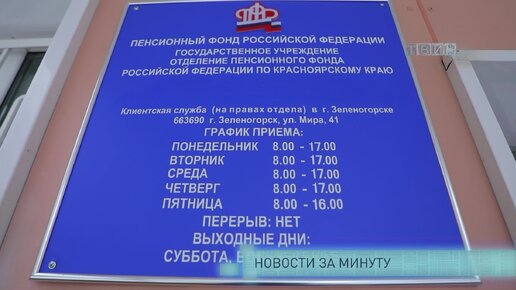 ПЕНСИОННЫЙ ФОНД РОССИЙСКОЙ ФЕДЕРАЦИИ
ГОСУДАРСТВЕННОЕ УЧРЕЖДЕНИЕ
ОТДЕЛЕНИЕ ПЕНСИОННОГО ФОНДА
РОССИЙСКОЙ ФЕДЕРАЦИИ ПО КРАСНОЯРСКОМУ КРАЮ
Клиентская служба (на правах отдела) в г. Зеленогорске
663690 г. Зеленогорск, ул. Мира, 41
ГРАФИК ПРИЕМА:
ПОНЕДЕЛЬНИК 8.00 - 17.00
ВТОРНИК 8.00 - 17.00
СРЕДА 8.00 - 17.00
ЧЕТВЕРГ 8.00 - 17.00
ПЯТНИЦА 8.00 - 16.00
ПЕРЕРЫВ: НЕТ
ВЫХОДНЫЕ ДНИ:
СУББОТА,
НОВОСТИ ЗА МИНУТУ
ТВИН